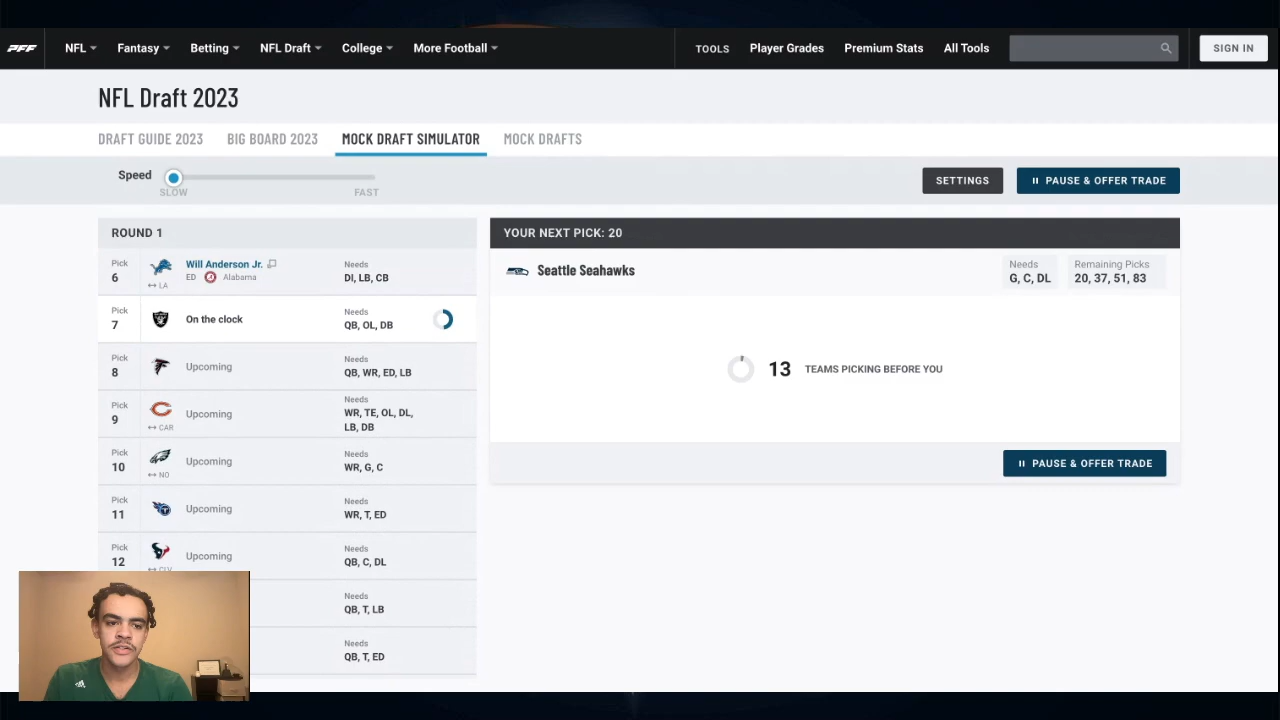 PFF
NFL
Fantasy
Betting
NFL Draft
College
More Football
TOOLS
Player Grades
Premium Stats
All Tools
SIGN IN
NFL Draft 2023
DRAFT GUIDE 2023
BIG BOARD 2023
MOCK DRAFT SIMULATOR
MOCK DRAFTS
Speed
SLOW
FAST
SETTINGS
PAUSE & OFFER TRADE
ROUND 1
Pick
6
↔ LA
Will Anderson Jr.
ED
Alabama
Needs
DI, LB, CB
Pick
7
On the clock
Needs
QB, OL, DB
Pick
8
Upcoming
Needs
QB, WR, ED, LB
Pick
9
↔ CAR
Upcoming
Needs
WR, TE, OL, DL,
LB, DB
Pick
10
↔ NO
Upcoming
Needs
WR, G, C
Pick
11
Upcoming
Needs
WR, T, ED
Pick
12
↔ CLV
Upcoming
Needs
QB, C, DL
Needs
QB, T, LB
Needs
QB, T, ED
YOUR NEXT PICK: 20
Seattle Seahawks
Needs
G, C, DL
Remaining Picks
20, 37, 51, 83
13
TEAMS PICKING BEFORE YOU
PAUSE & OFFER TRADE